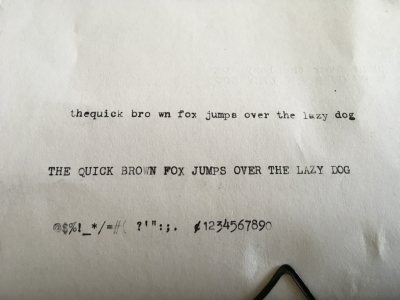 thequick bro wn fox jumps over the lazy dog
THE QUICK BROWN FOX JUMPS OVER THE LAZY DOG
@$%!_*/=#( ?'":;. ¢1234567890